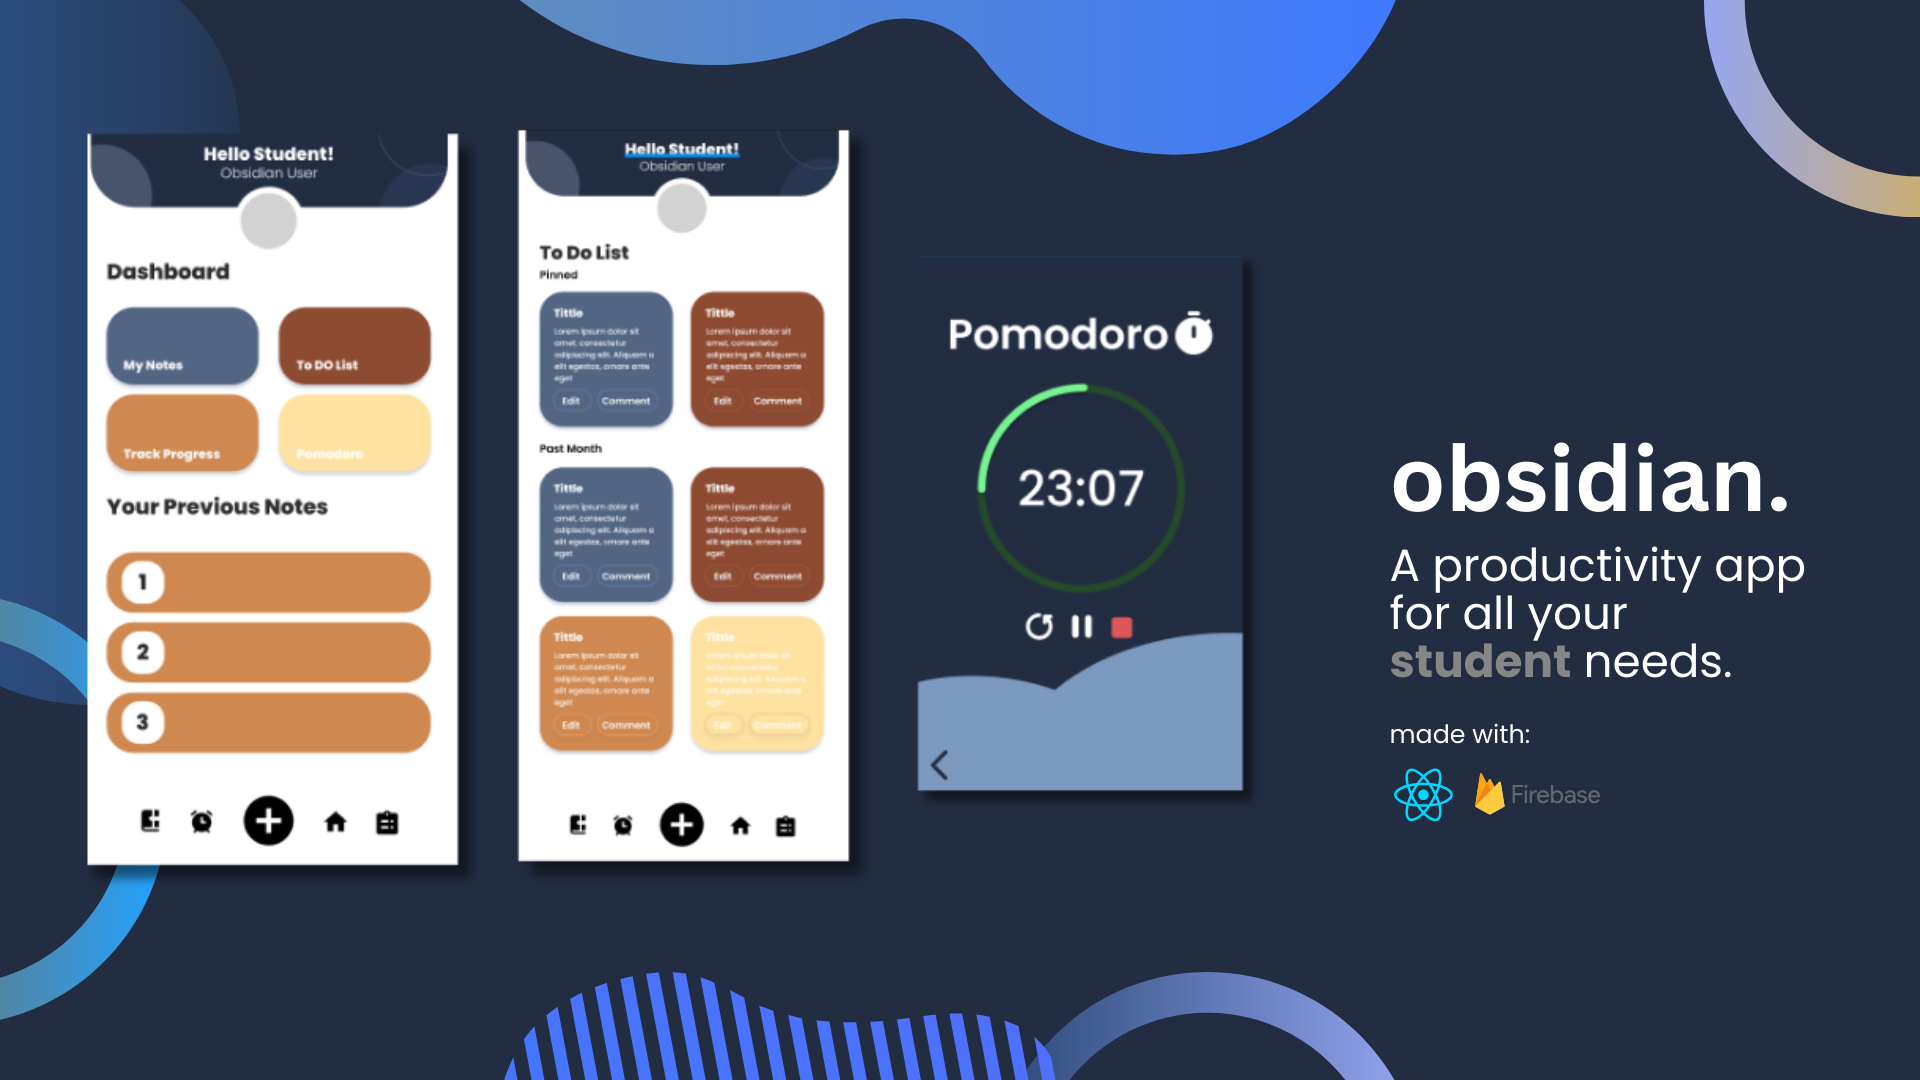 Hello Student!
Obsidian User
Dashboard
My Notes
To DO List
Track Progress
Pomodoro
Your Previous Notes
1
2
3
Hello Student!
Obsidian User
To Do List
Pinned
Tittle
Lorem ipsum dolor sit
amet, consectetur
adipiscing elit. Aliquam a
elit egestas, ornare ante
eget
Edit
Comment
Tittle
Lorem ipsum dolor sit
amet, consectetur
adipiscing elit. Aliquam a
elit egestas, ornare ante
eget
Edit
Comment
Past Month
Tittle
Lorem ipsum dolor sit
amet, consectetur
adipiscing elit. Aliquam a
elit egestas, ornare ante
eget
Edit
Comment
Tittle
Lorem ipsum dolor sit
amet, consectetur
adipiscing elit. Aliquam a
elit egestas, ornare ante
eget
Edit
Comment
Tittle
Lorem ipsum dolor sit
amet, consectetur
adipiscing elit. Aliquam a
elit egestas, ornare ante
eget
Edit
Comment
Tittle
Lorem ipsum dolor sit
amet, consectetur
adipiscing elit. Aliquam a
elit egestas, ornare ante
eget
Edit
Comment
Pomodoro
23:07
obsidian.
A productivity app
for all your
student needs.
made with:
Firebase